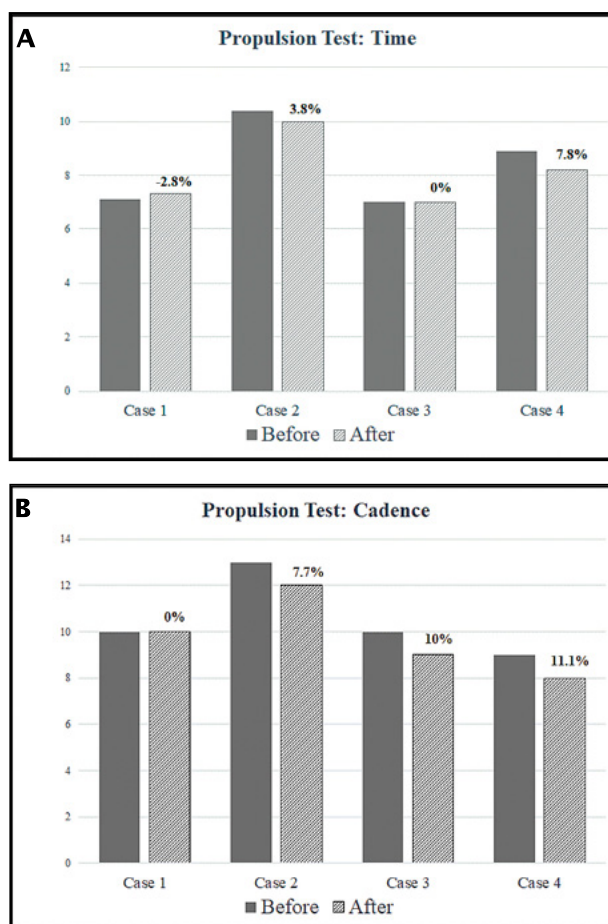 A
Propulsion Test: Time
12
10
8
6
4
2
0
-2.8%
3.8%
0%
7.8%
Case 1 Case 2 Case 3 Case 4
Before After
B
Propulsion Test: Cadence
14
12
10
8
6
4
2
0
0%
7.7%
10%
11.1%
Case 1 Case 2 Case 3 Case 4
Before After